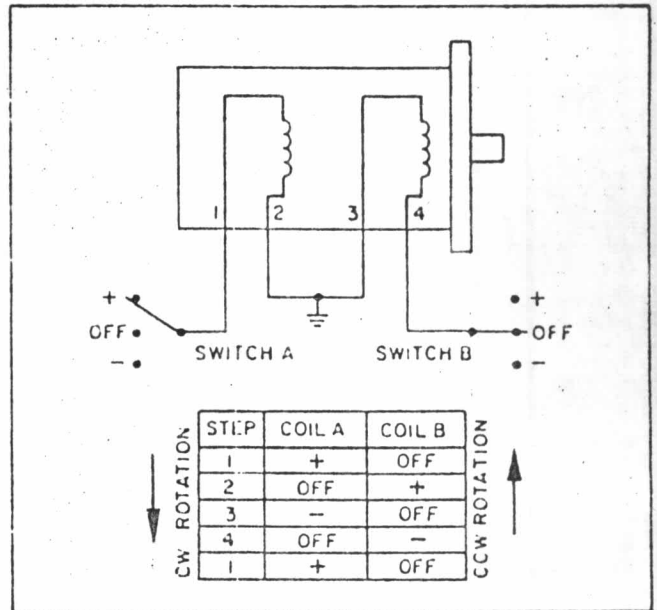 1 2 3 4
+ +
OFF OFF
- -
SWITCH A SWITCH B
STEP COIL A COIL B
1 + OFF
2 OFF +
3 - OFF
4 OFF -
1 + OFF
CW ROTATION
CCW ROTATION